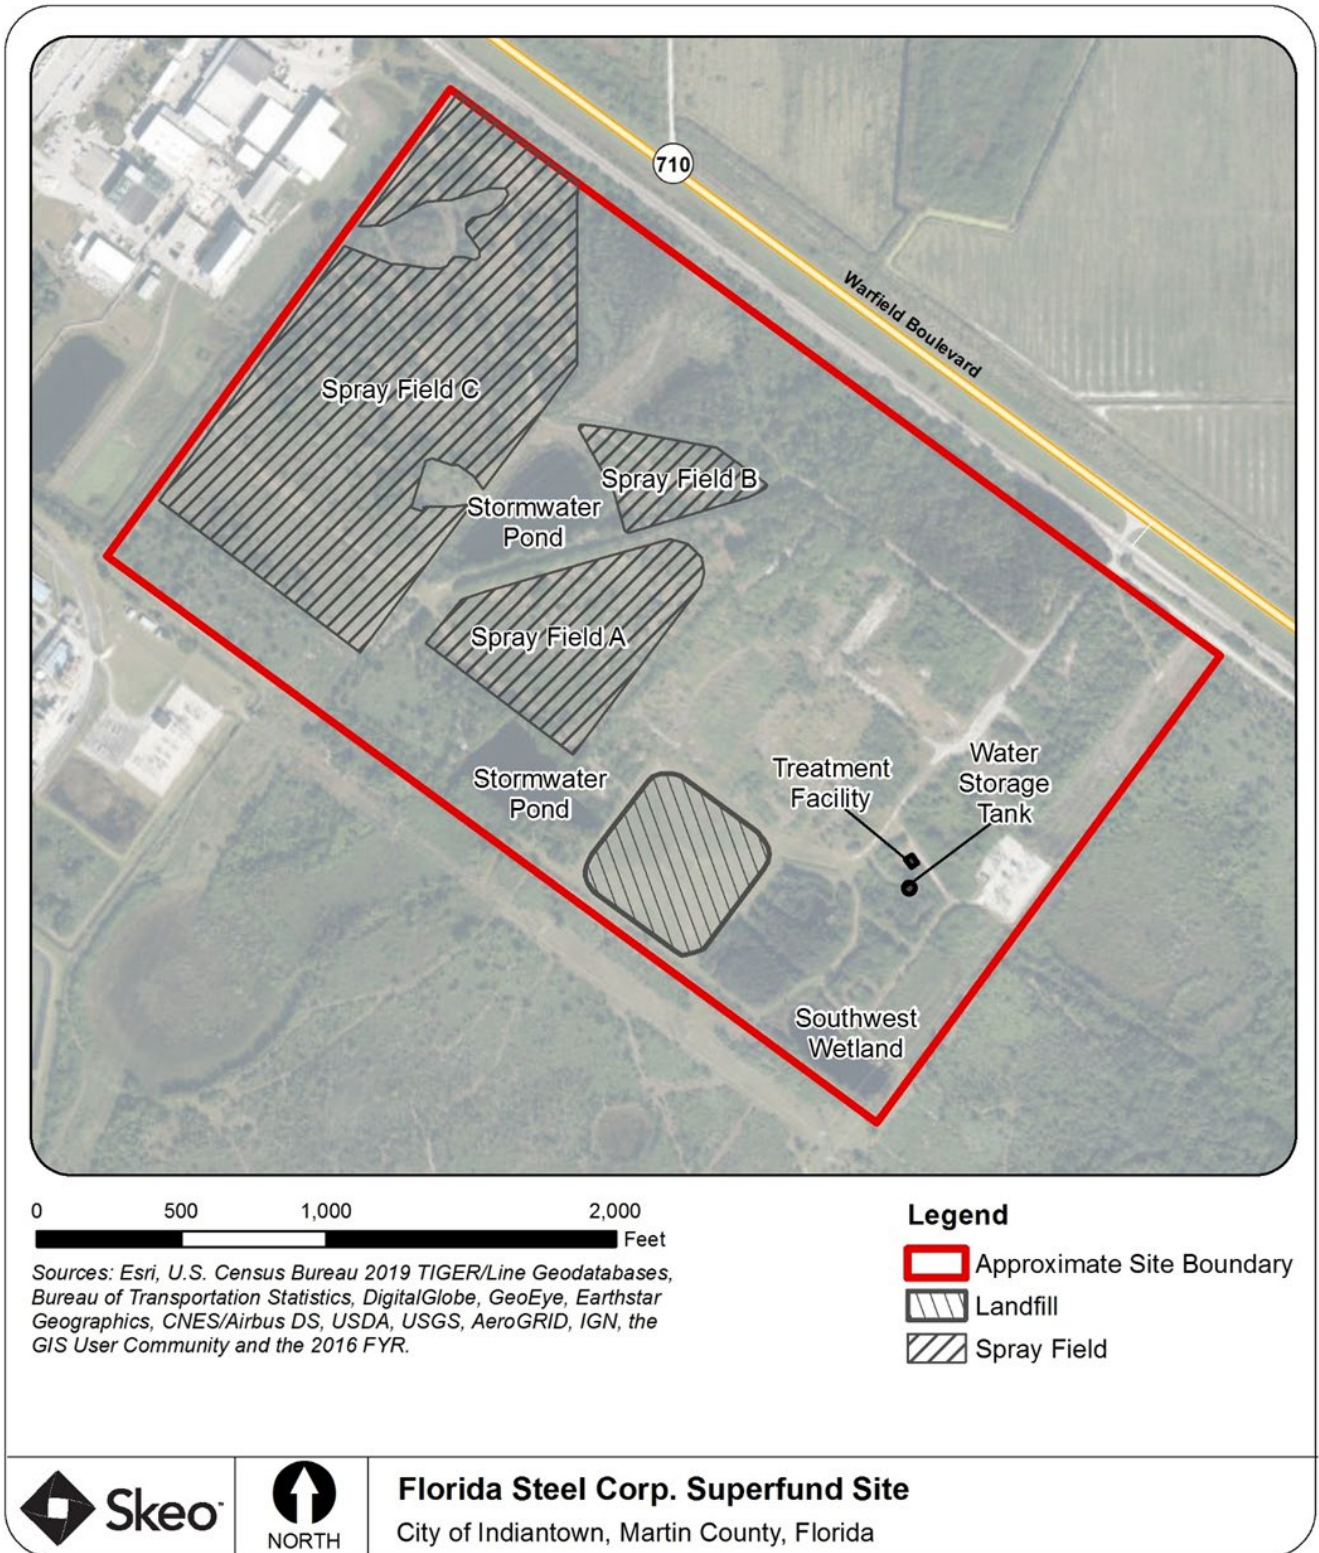 710
Warfield Boulevard
Spray Field C
Spray Field B
Stormwater
Pond
Spray Field A
Stormwater
Pond
Treatment
Facility
Water
Storage
Tank
Southwest
Wetland
0 500 1,000 2,000
Feet
Sources: Esri, U.S. Census Bureau 2019 TIGER/Line Geodatabases,
Bureau of Transportation Statistics, DigitalGlobe, GeoEye, Earthstar
Geographics, CNES/Airbus DS, USDA, USGS, AeroGRID, IGN, the
GIS User Community and the 2016 FYR.
Legend
Approximate Site Boundary
Landfill
Spray Field
Skeo
NORTH
Florida Steel Corp. Superfund Site
City of Indiantown, Martin County, Florida